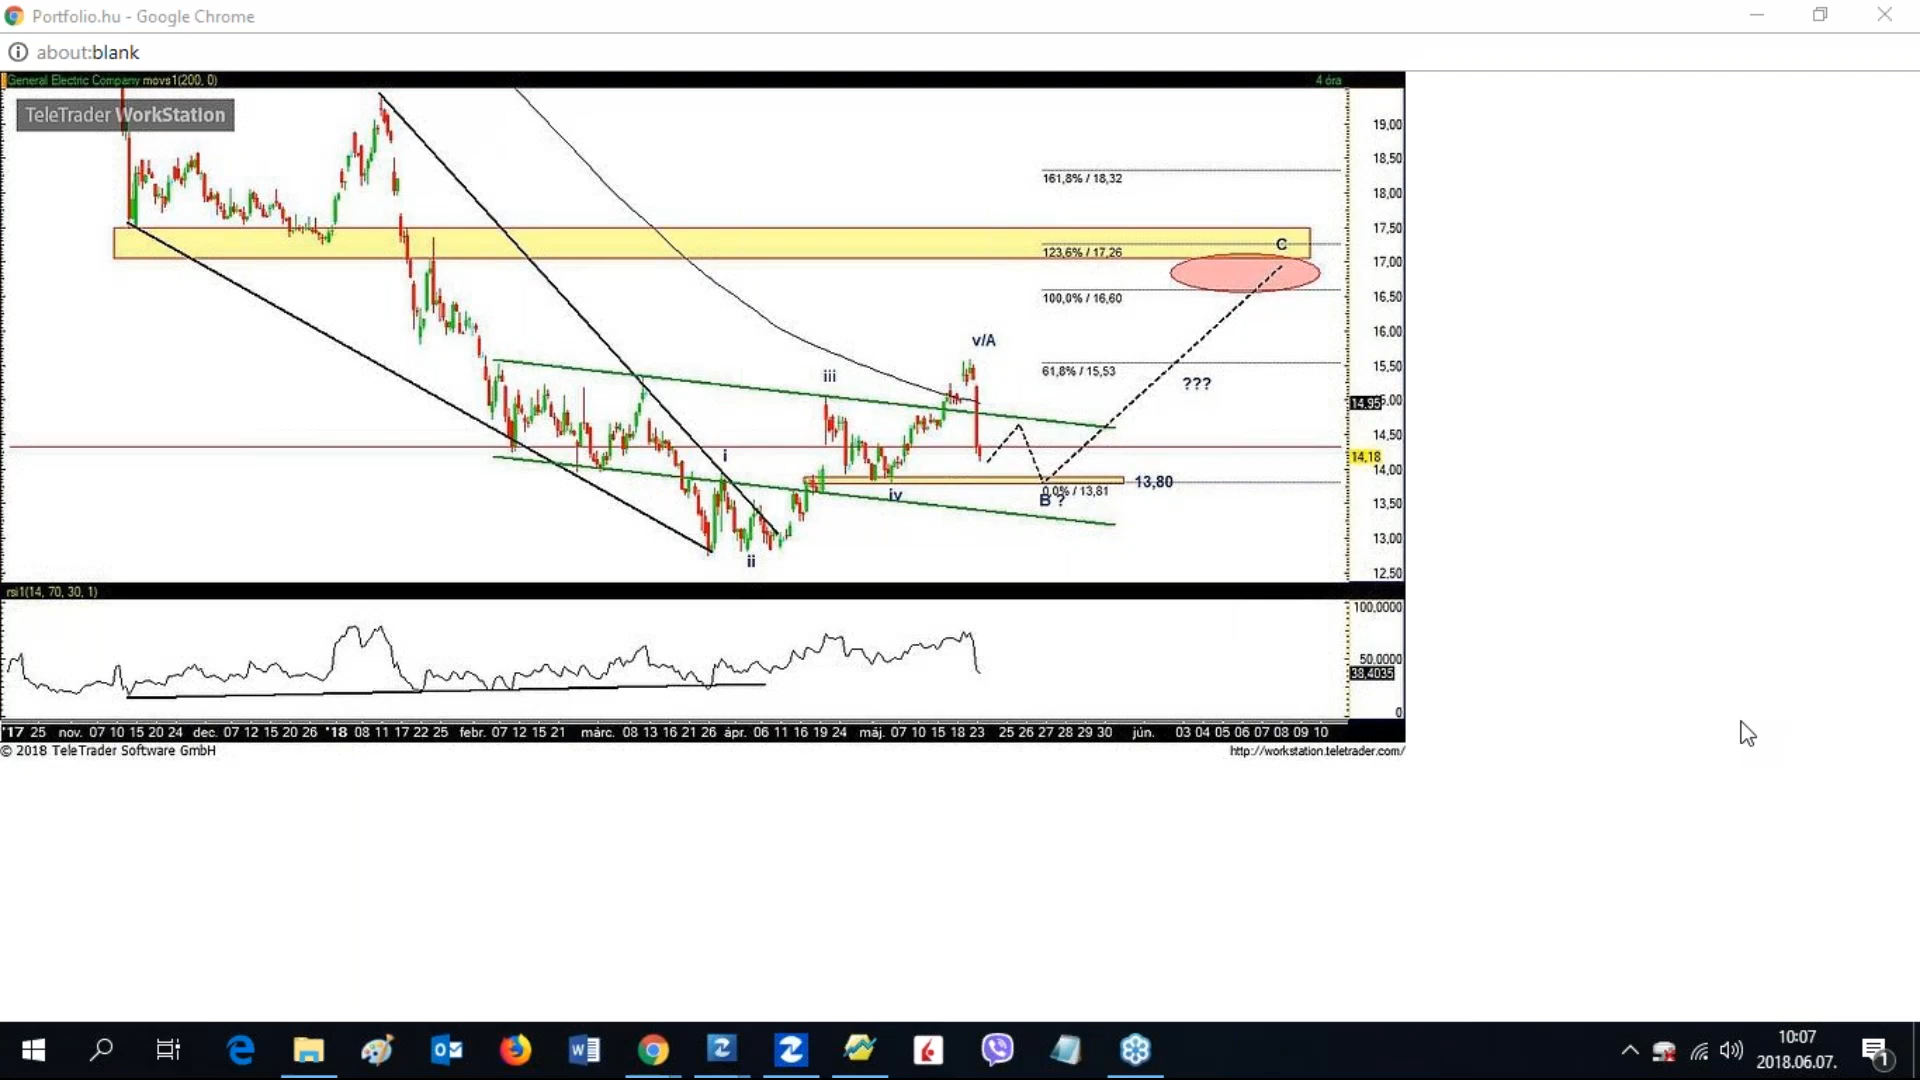 Portfolio.hu - Google Chrome
about:blank
General Electric Company movs1(200, 0)
4 óra
TeleTrader WorkStation
19,00
18,50
18,00
17,50
17,00
16,50
16,00
15,50
14,95
5,00
14,50
14,18
14,00
13,50
13,00
12,50
161,8% / 18,32
C
123,6% / 17,26
100,0% / 16,60
v/A
61,8% / 15,53
iii
???
i
13,80
0,0% / 13,81
iv
B ?
ii
rsi1(14, 70, 30, 1)
100,0000
50,0000
38,4035
0
'17 25 nov. 07 10 15 20 24 dec. 07 12 15 20 26 '18 08 11 17 22 25 febr. 07 12 15 21 márc. 08 13 16 21 26 ápr. 06 11 16 19 24 máj. 07 10 15 18 23 25 26 27 28 29 30 jún. 03 04 05 06 07 08 09 10
© 2018 TeleTrader Software GmbH
http://workstation.teletrader.com/
10:07
2018.06.07.
1